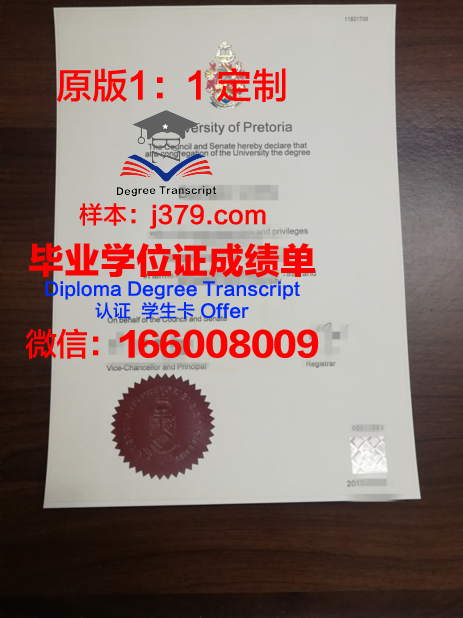 11921729
原版1：1 定制
versity of Pretoria
The Council and Senate hereby declare that
at a congregation of the University the degree
Degree Transcript
样本：j379.com
and privileges
毕业学位证成绩单
Diploma Degree Transcript
认证 学生卡 Offer
On behalf of the Council and Senate
微信：166008009
Vice-Chancellor and Principal
Registrar
201